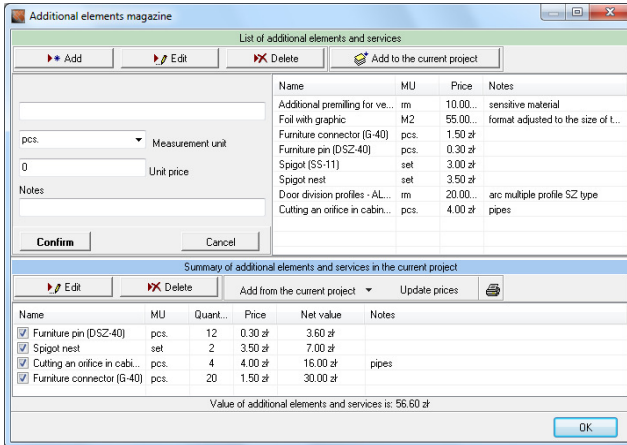 Additional elements magazine
List of additional elements and services
Add Edit Delete Add to the current project
Name MU Price Notes
Additional premilling for ve... rm 10.00... sensitive material
Foil with graphic M2 55.00... format adjusted to the size of t...
pcs. Measurement unit Furniture connector (G-40) pcs. 1.50 zł
Furniture pin (DSZ-40) pcs. 0.30 zł
0 Unit price Spigot (SS-11) set 3.00 zł
Spigot nest set 3.50 zł
Notes Door division profiles - AL... rm 20.00... arc multiple profile SZ type
Cutting an orifice in cabin... pcs. 4.00 zł pipes
Confirm Cancel
Summary of additional elements and services in the current project
Edit Delete Add from the current project Update prices
Name MU Quant... Price Net value Notes
Furniture pin (DSZ-40) pcs. 12 0.30 zł 3.60 zł
Spigot nest set 2 3.50 zł 7.00 zł
Cutting an orifice in cabi... pcs. 4 4.00 zł 16.00 zł pipes
Furniture connector (G-40) pcs. 20 1.50 zł 30.00 zł
Value of additional elements and services is: 56.60 zł
OK